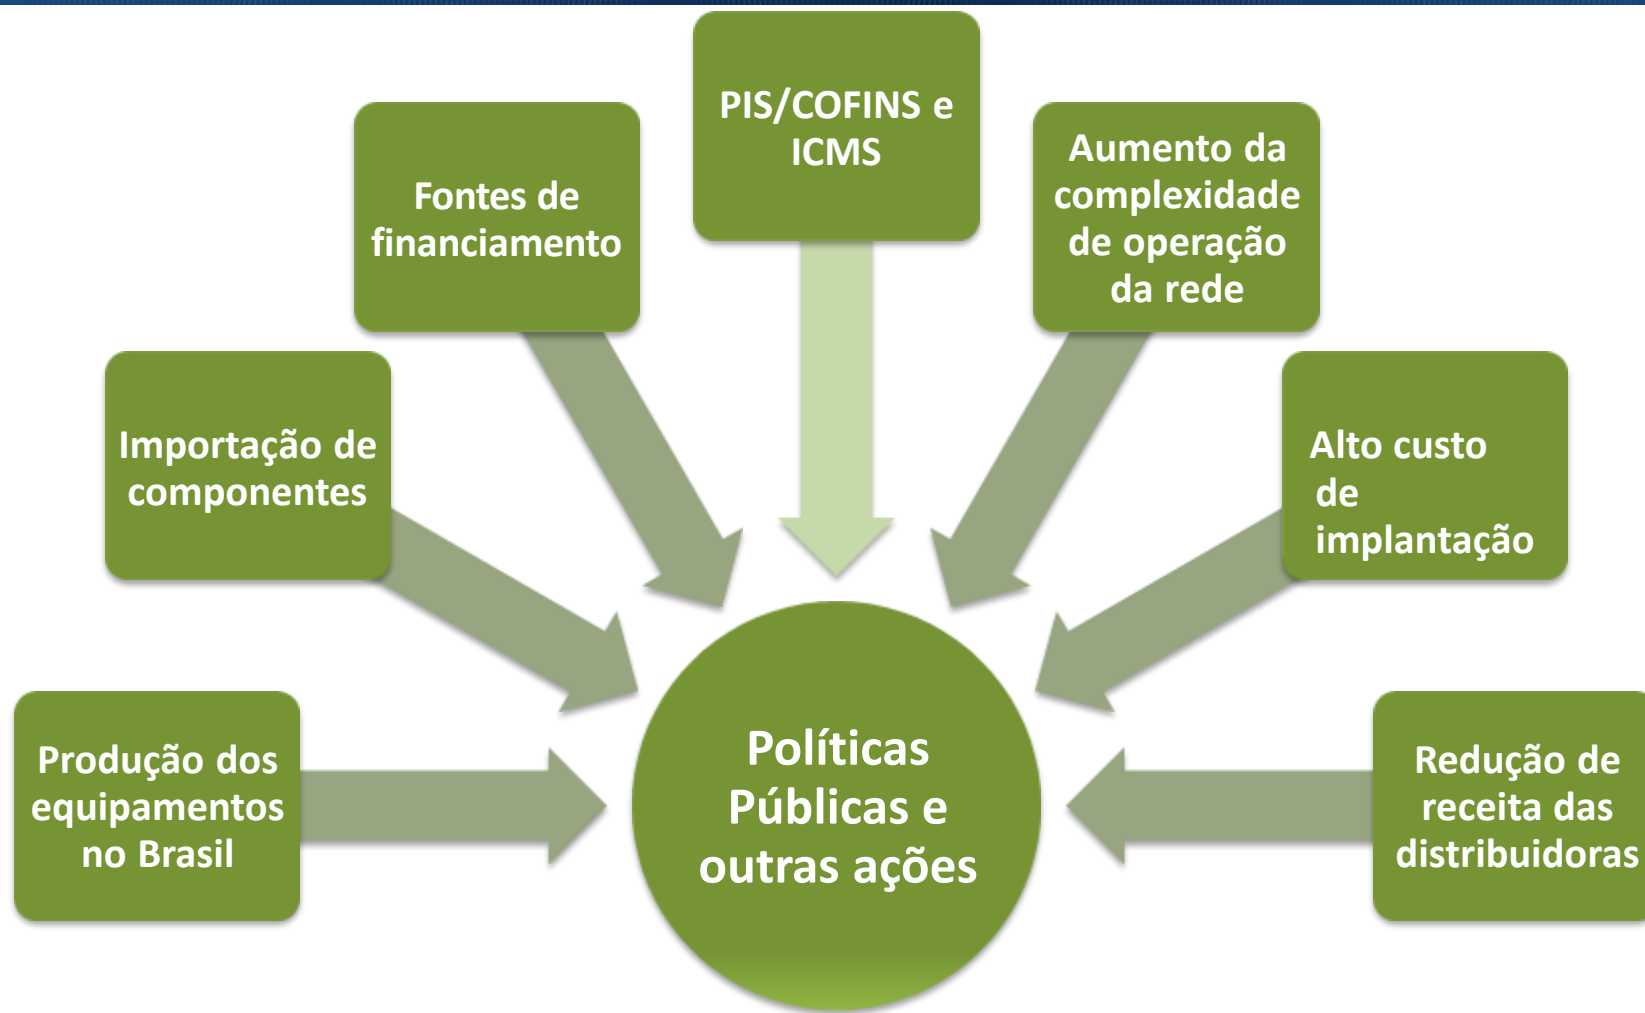 PIS/COFINS e
ICMS
Fontes de
financiamento
Aumento da
complexidade
de operação
da rede
Importação de
componentes
Alto custo
de
implantação
Produção dos
equipamentos
no Brasil
Políticas
Públicas e
outras ações
Redução de
receita das
distribuidoras